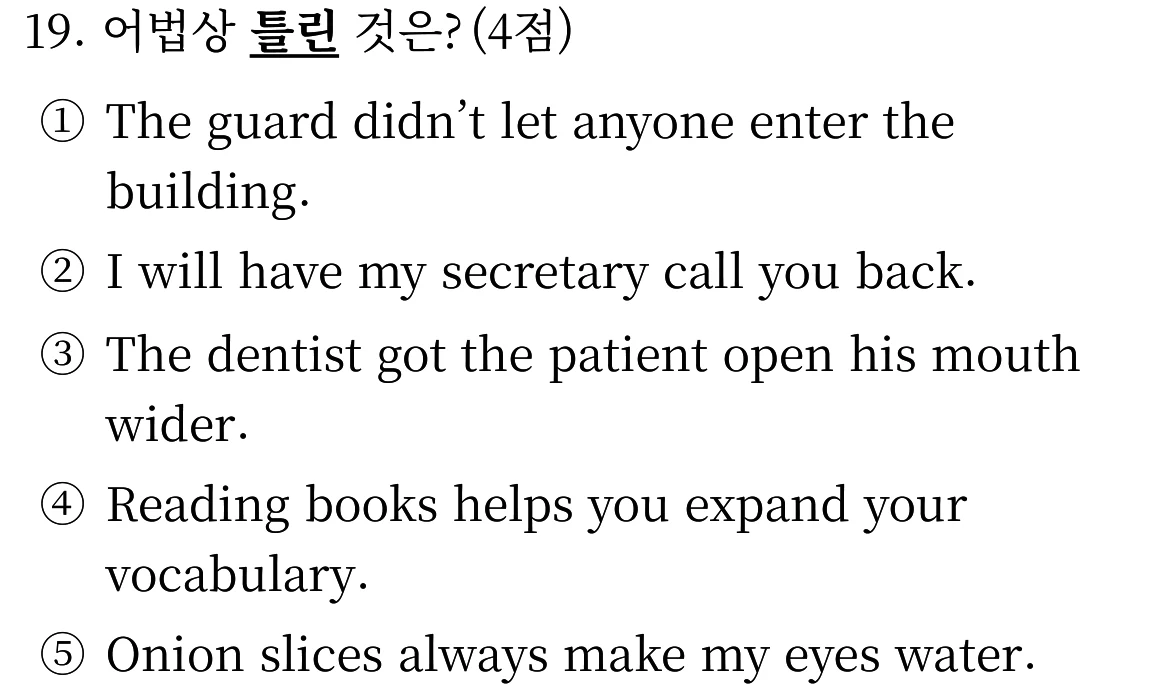 19. 어법상 틀린 것은? (4점)
① The guard didn’t let anyone enter the
building.
② I will have my secretary call you back.
③ The dentist got the patient open his mouth
wider.
④ Reading books helps you expand your
vocabulary.
⑤ Onion slices always make my eyes water.